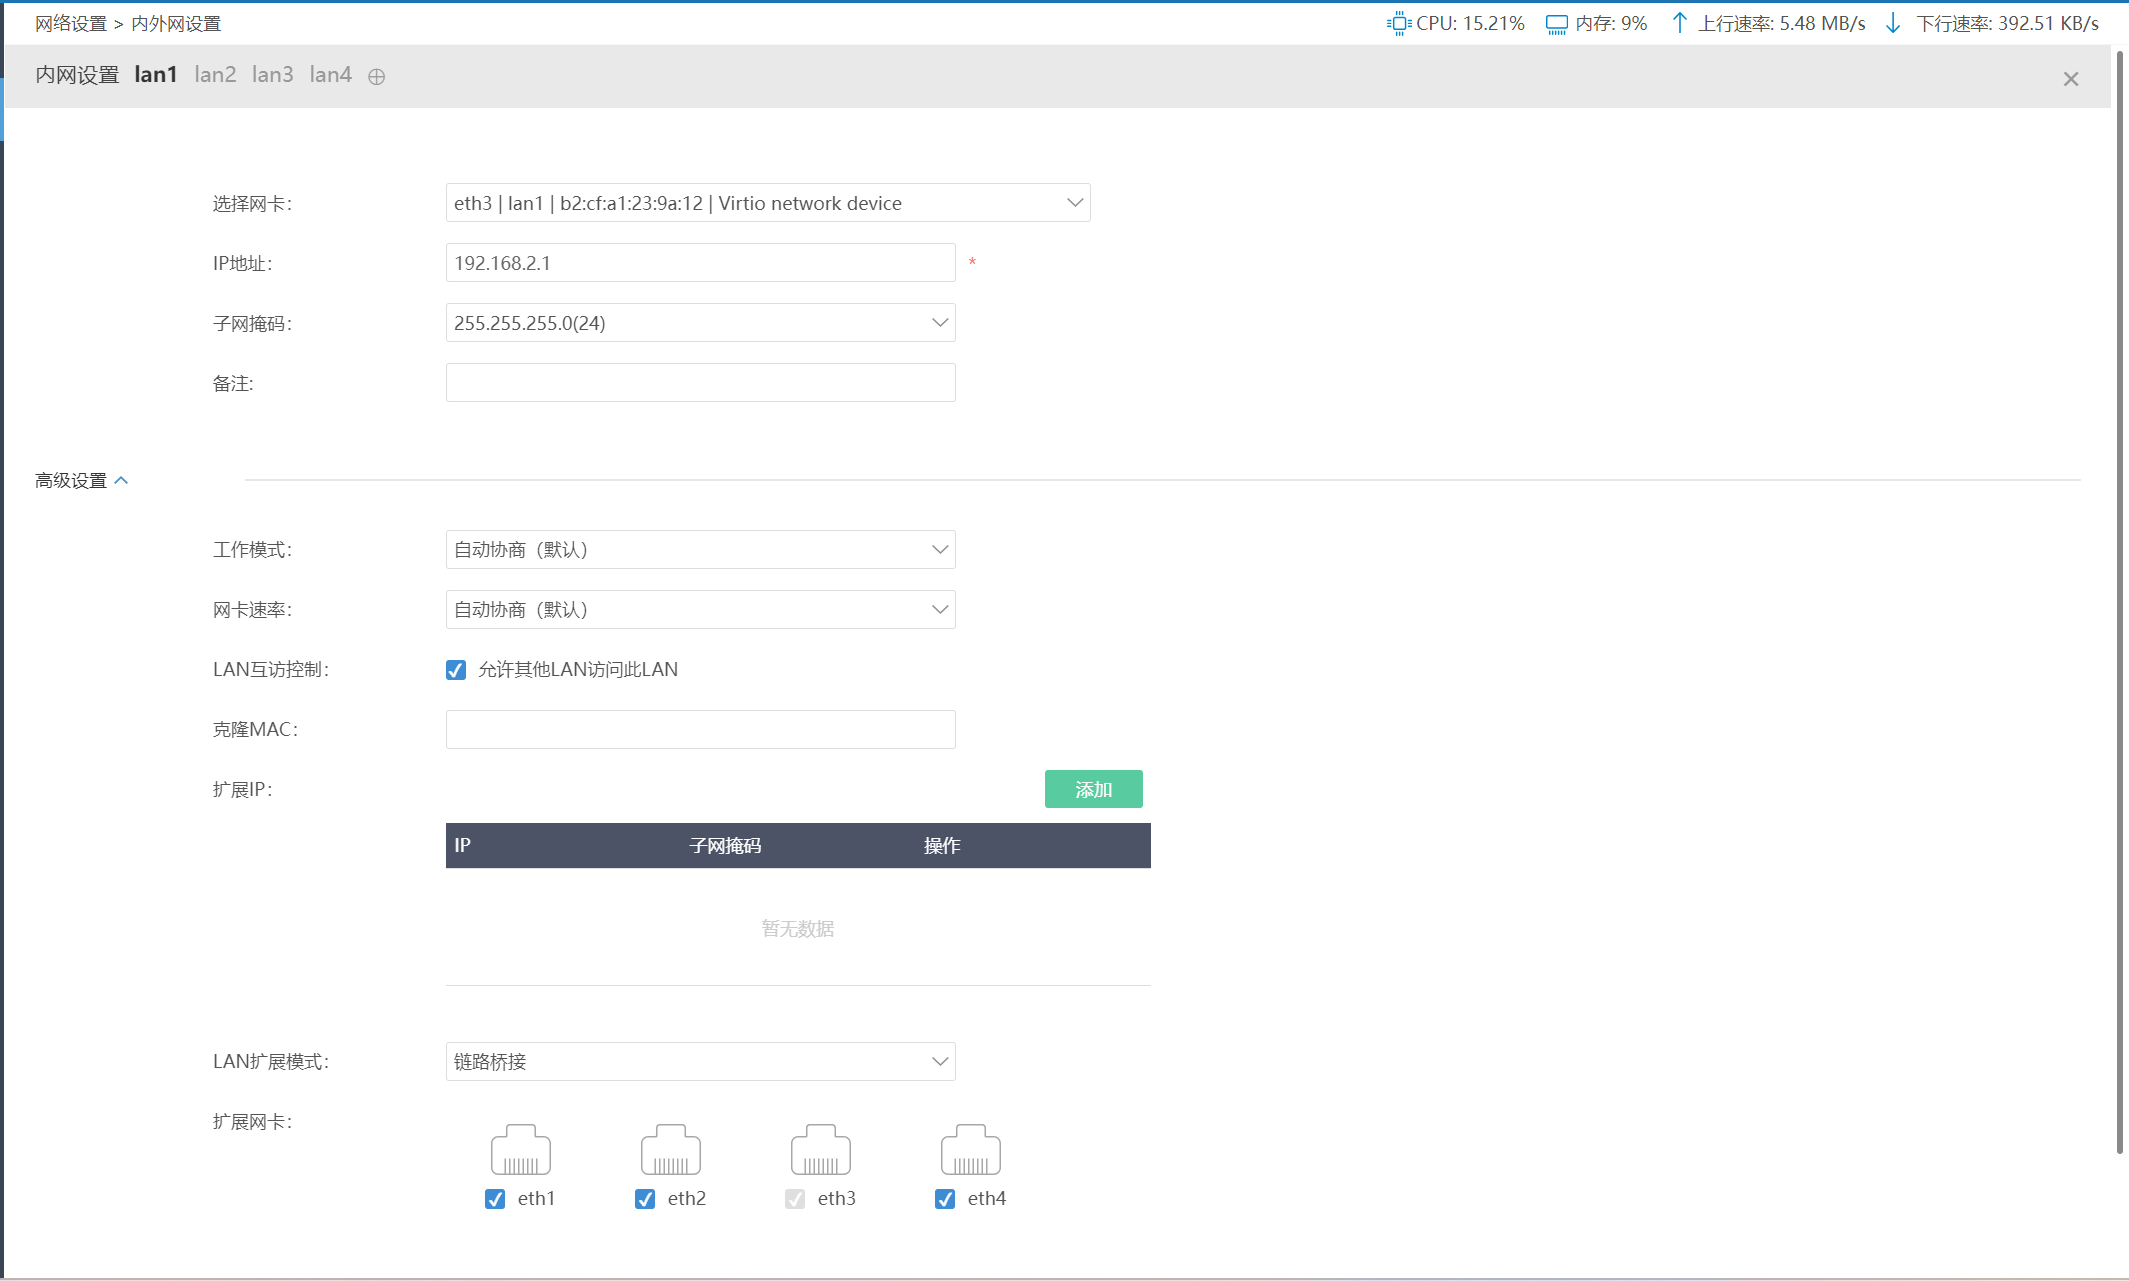 网络设置 > 内外网设置
CPU: 15.21% 内存: 9% 上行速率: 5.48 MB/s 下行速率: 392.51 KB/s
内网设置 lan1 lan2 lan3 lan4
选择网卡:
eth3 | lan1 | b2:cf:a1:23:9a:12 | Virtio network device
IP地址:
192.168.2.1 *
子网掩码:
255.255.255.0(24)
备注:
高级设置
工作模式:
自动协商（默认）
网卡速率:
自动协商（默认）
LAN互访控制:
允许其他LAN访问此LAN
克隆MAC:
扩展IP:
添加
IP 子网掩码 操作
暂无数据
LAN扩展模式:
链路桥接
扩展网卡:
eth1 eth2 eth3 eth4